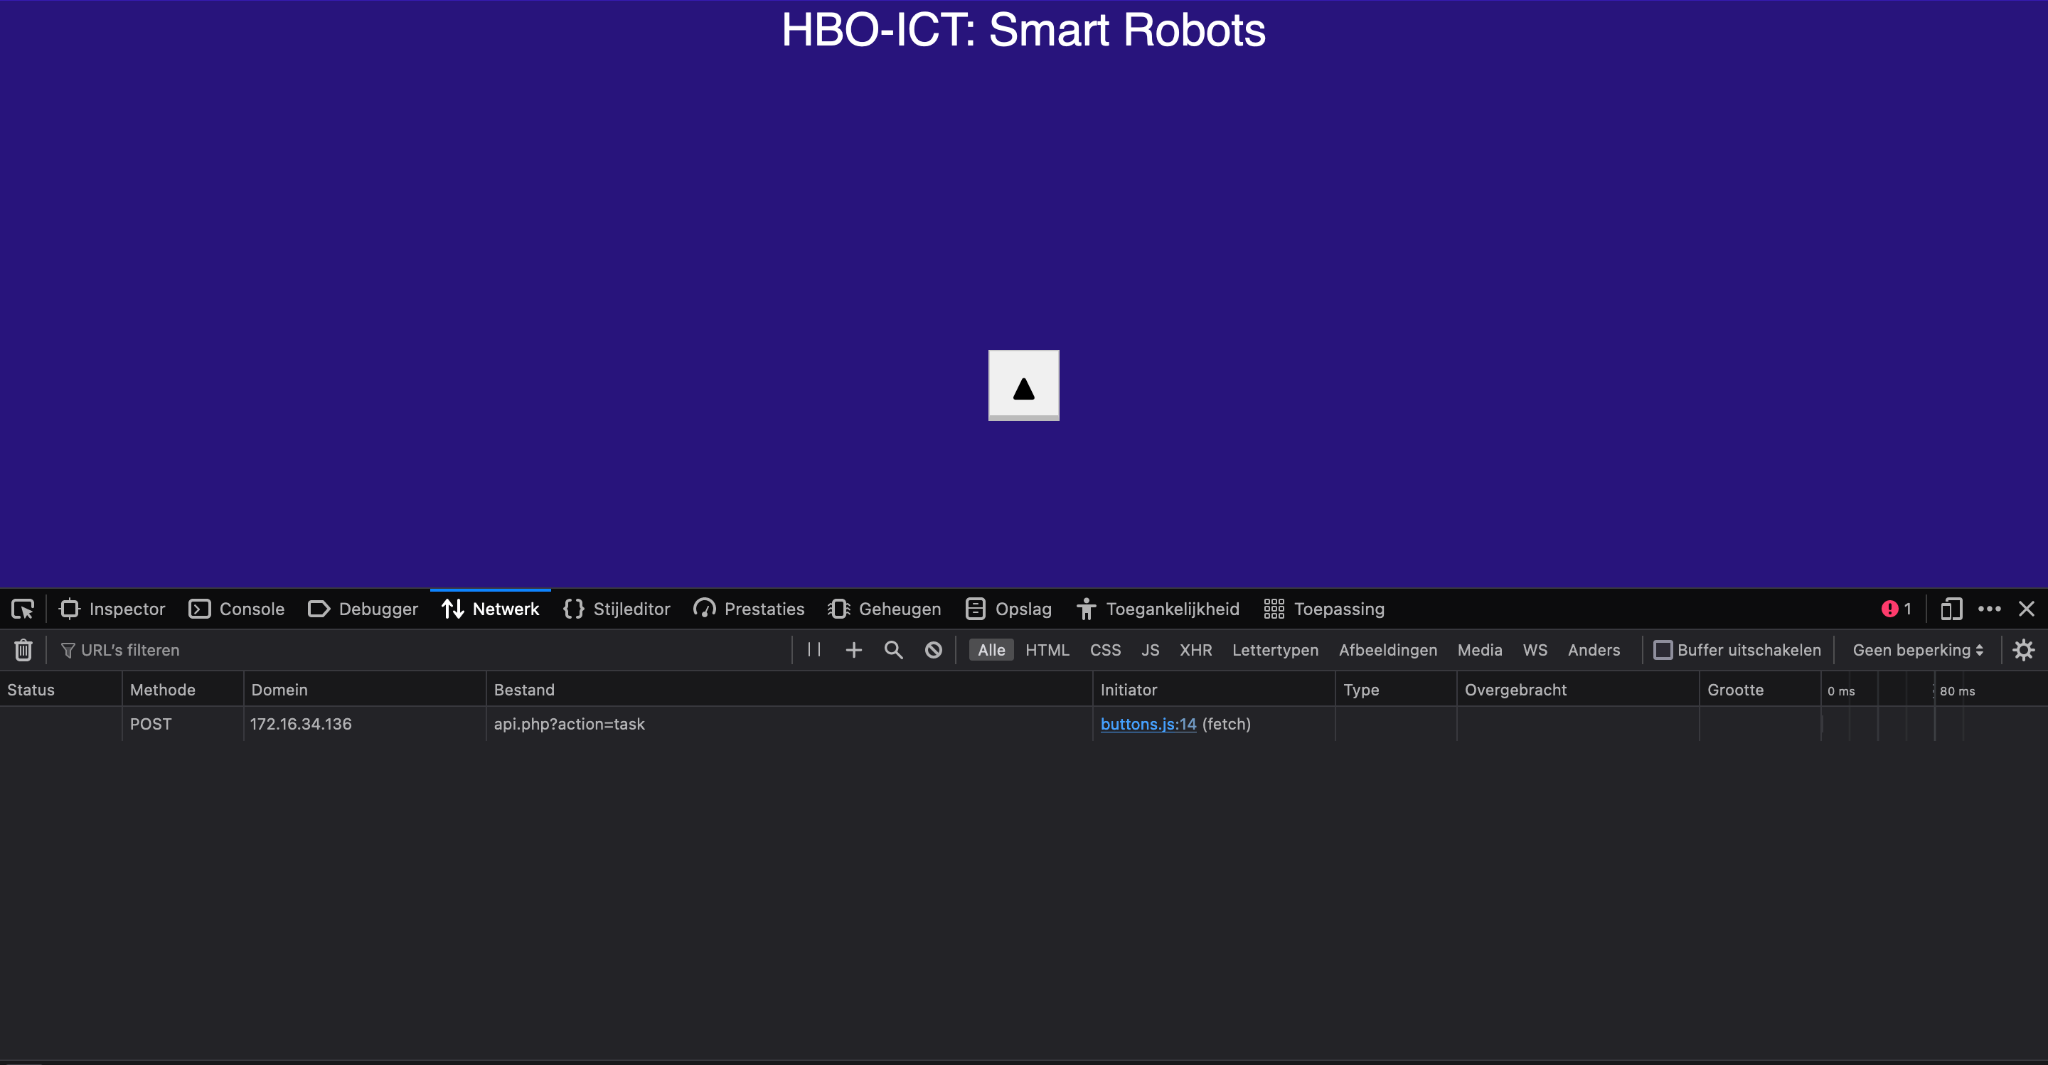 HBO-ICT: Smart Robots
▲
Inspector Console Debugger Netwerk Stijleditor Prestaties Geheugen Opslag Toegankelijkheid Toepassing 1
URL's filteren Alle HTML CSS JS XHR Lettertypen Afbeeldingen Media WS Anders Buffer uitschakelen Geen beperking
Status Methode Domein Bestand Initiator Type Overgebracht Grootte 0 ms 80 ms
POST 172.16.34.136 api.php?action=task buttons.js:14 (fetch)